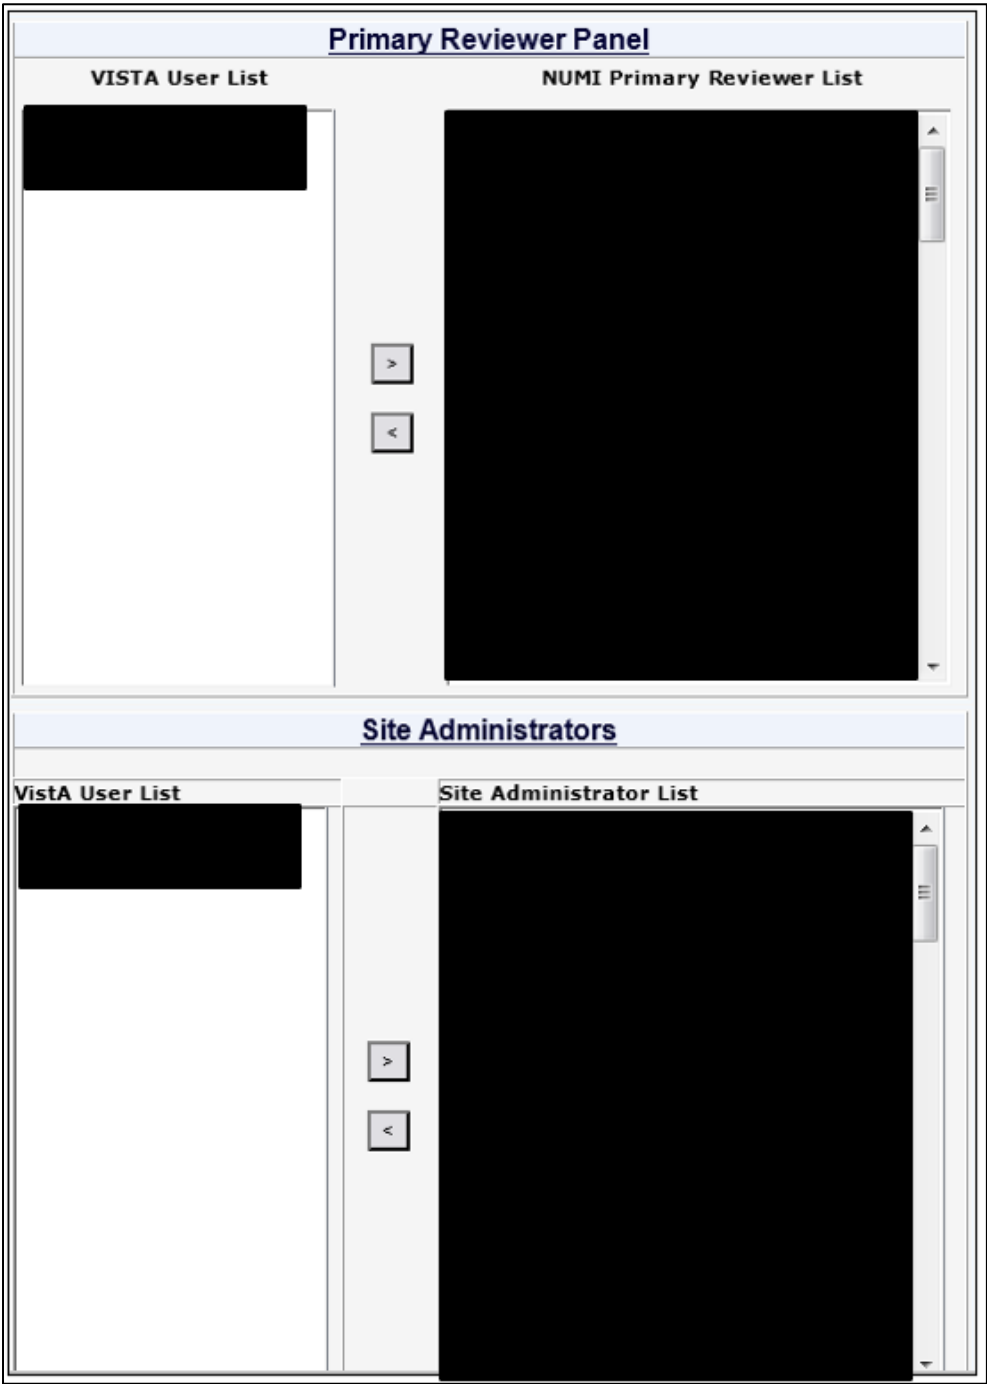 Primary Reviewer Panel
VISTA User List NUMI Primary Reviewer List
>
<
Site Administrators
VistA User List Site Administrator List
>
<